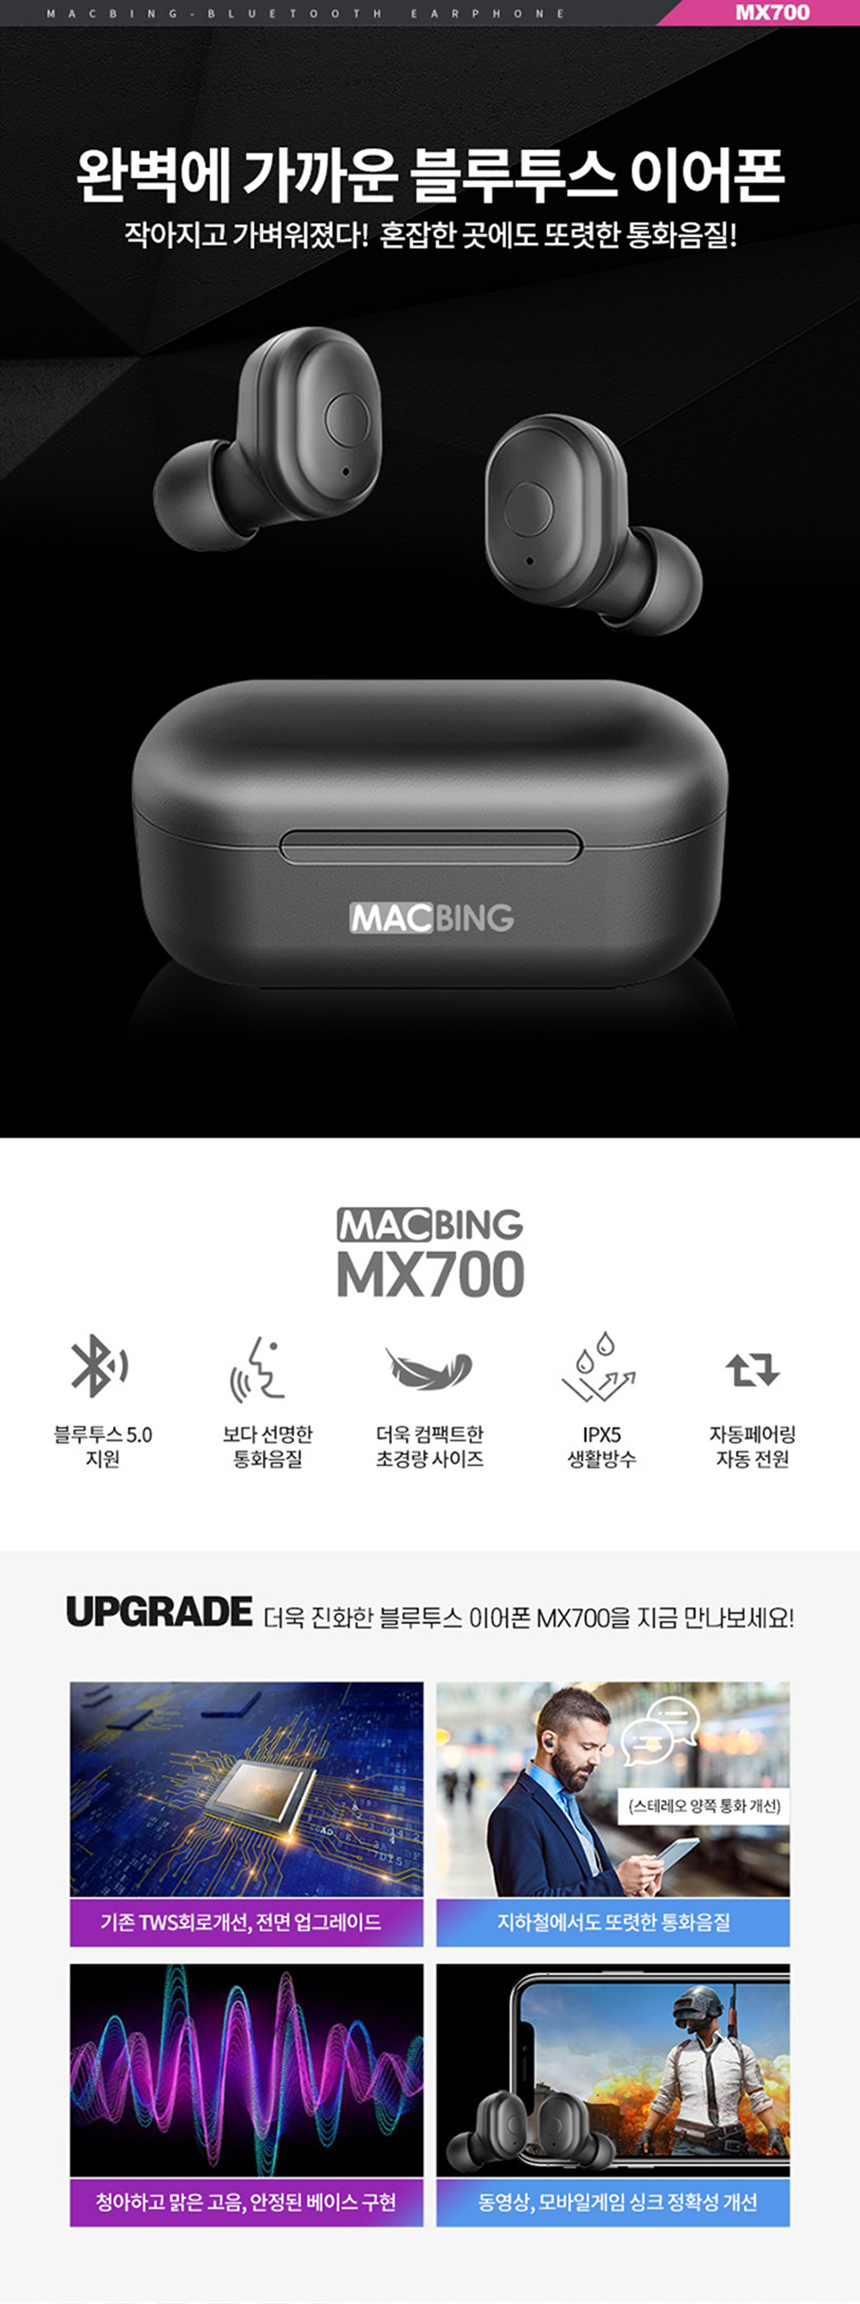 MACBING-BLUETOOTH EARPHONE
MX700
완벽에 가까운 블루투스 이어폰
작아지고 가벼워졌다! 혼잡한 곳에도 또렷한 통화음질!
MACBING
MACBING
MX700
블루투스 5.0
지원
보다 선명한
통화음질
더욱 컴팩트한
초경량 사이즈
IPX5
생활방수
자동페어링
자동 전원
UPGRADE 더욱 진화한 블루투스 이어폰 MX700을 지금 만나보세요!
(스테레오 양쪽 통화 개선)
기존 TWS회로개선, 전면 업그레이드
지하철에서도 또렷한 통화음질
청아하고 맑은 고음, 안정된 베이스 구현
동영상, 모바일게임 싱크 정확성 개선